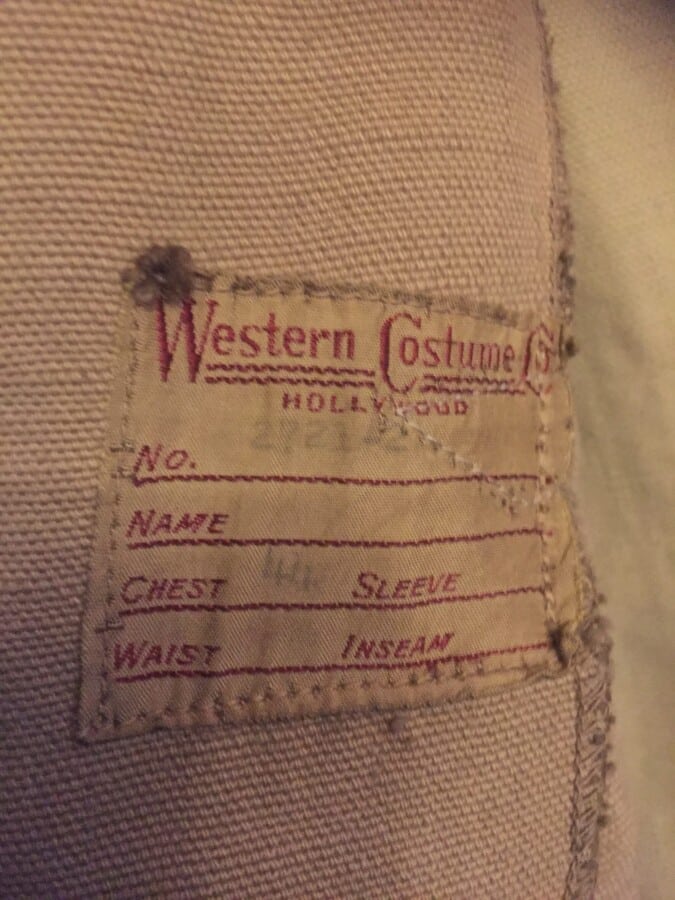 Western Costume Co
HOLLYWOOD
No.
NAME
CHEST 44 SLEEVE
WAIST INSEAM